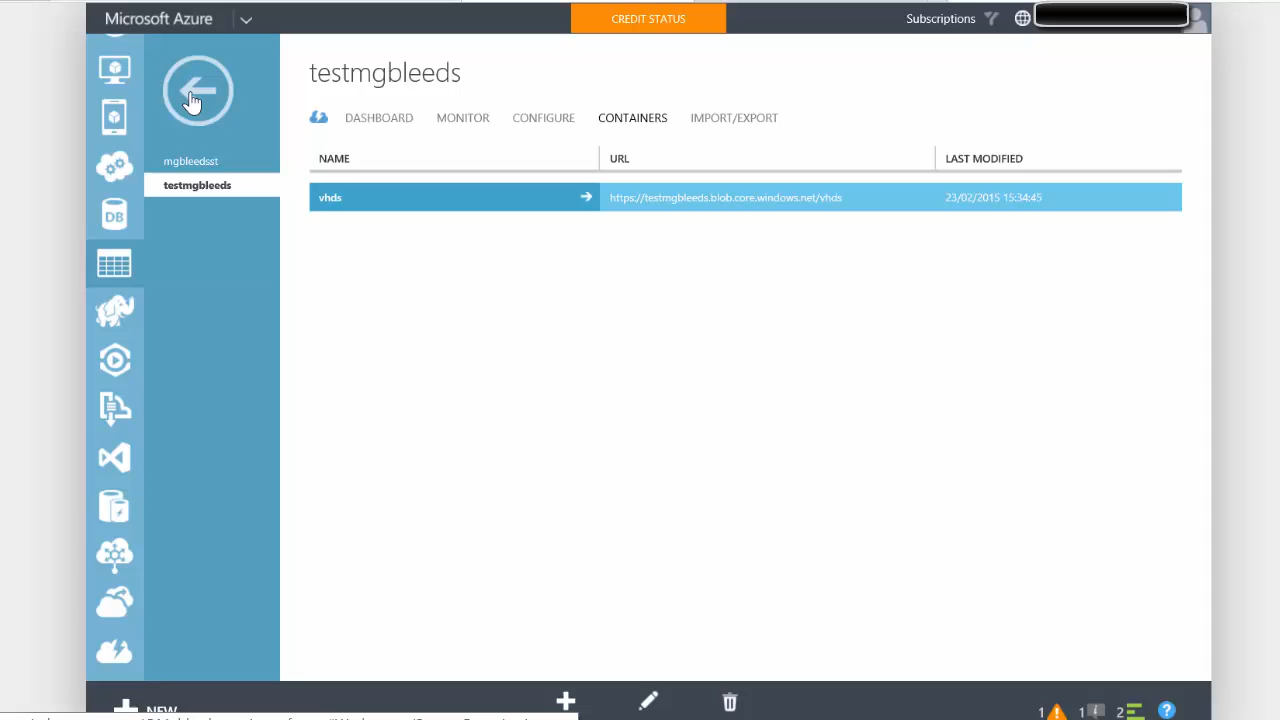 Microsoft Azure
CREDIT STATUS
Subscriptions
testmgbleeds
DASHBOARD MONITOR CONFIGURE CONTAINERS IMPORT/EXPORT
mgbleedsst
testmgbleeds
NAME URL LAST MODIFIED
vhds https://testmgbleeds.blob.core.windows.net/vhds 23/02/2015 15:34:45
DB
NEW
1 1 2 ?